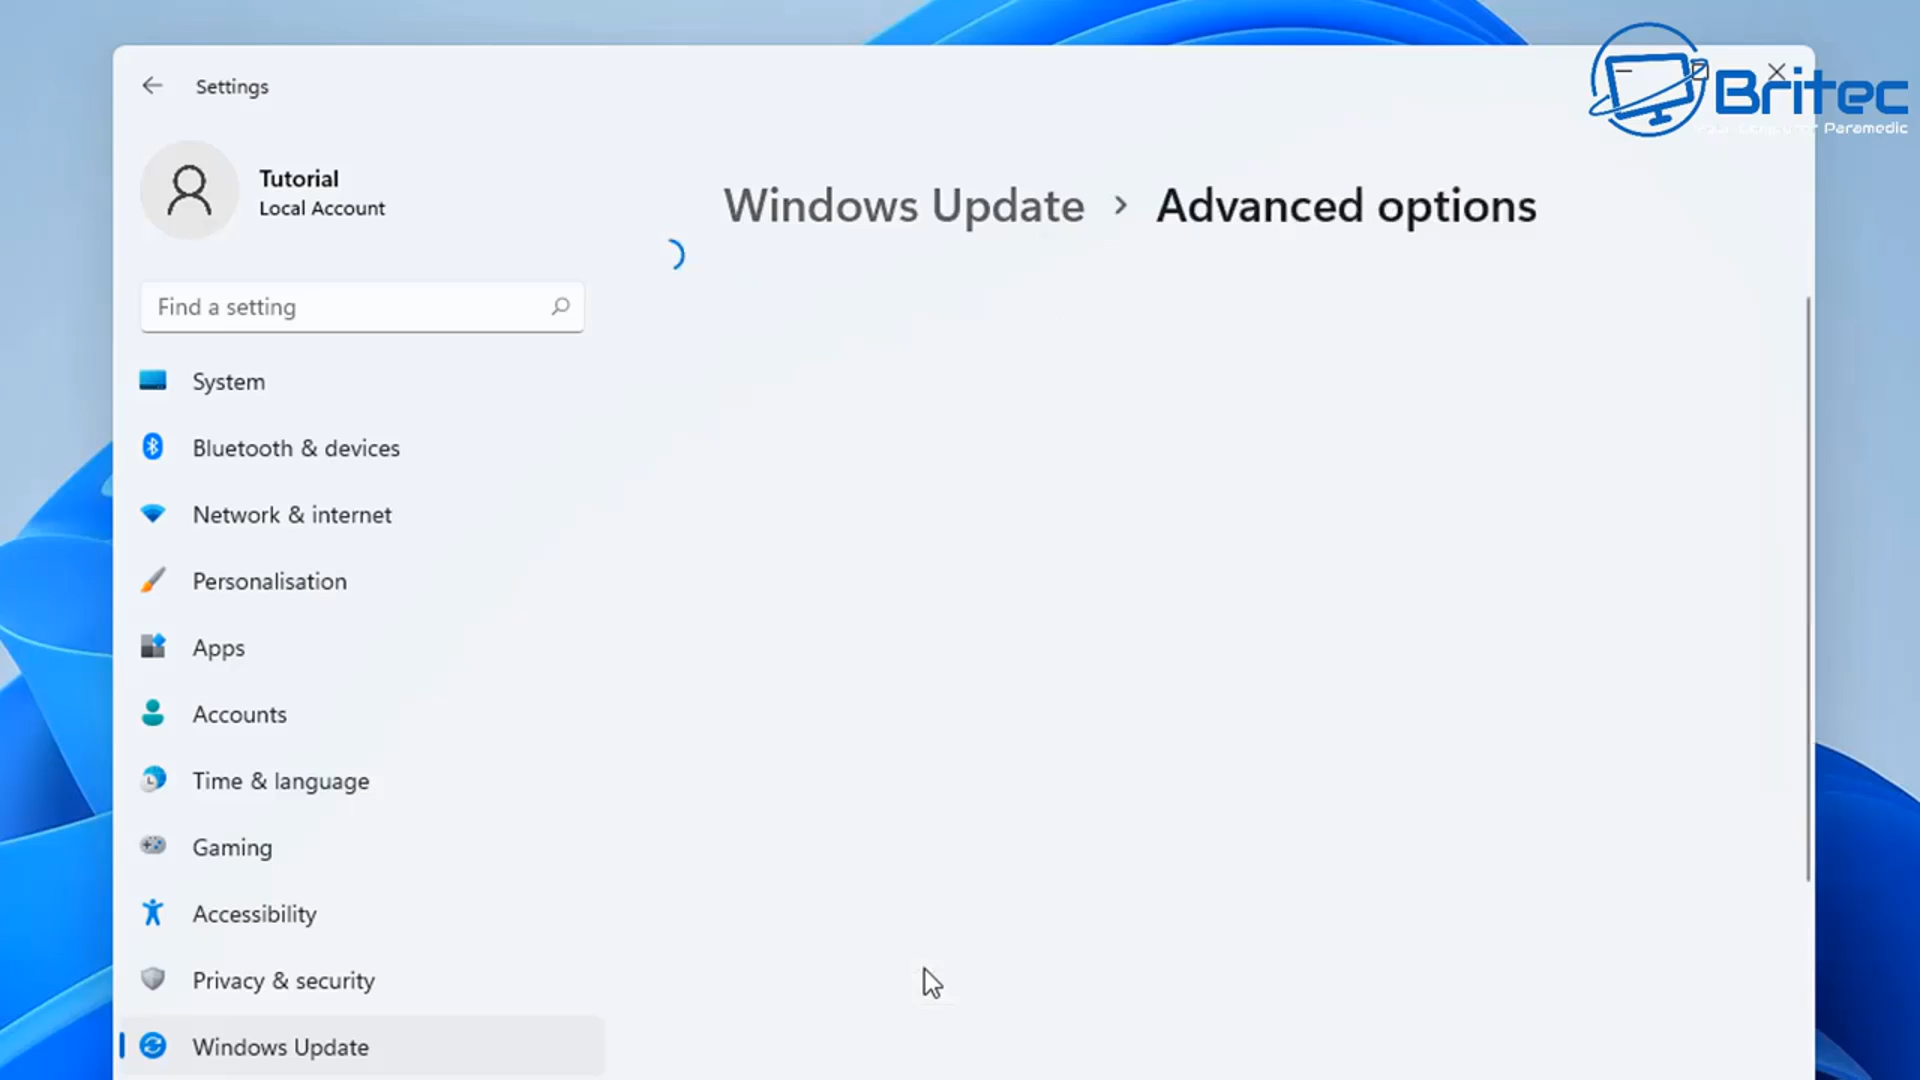 Settings
Britec
Paramedic
Tutorial
Local Account
Windows Update > Advanced options
Find a setting
System
Bluetooth & devices
Network & internet
Personalisation
Apps
Accounts
Time & language
Gaming
Accessibility
Privacy & security
Windows Update